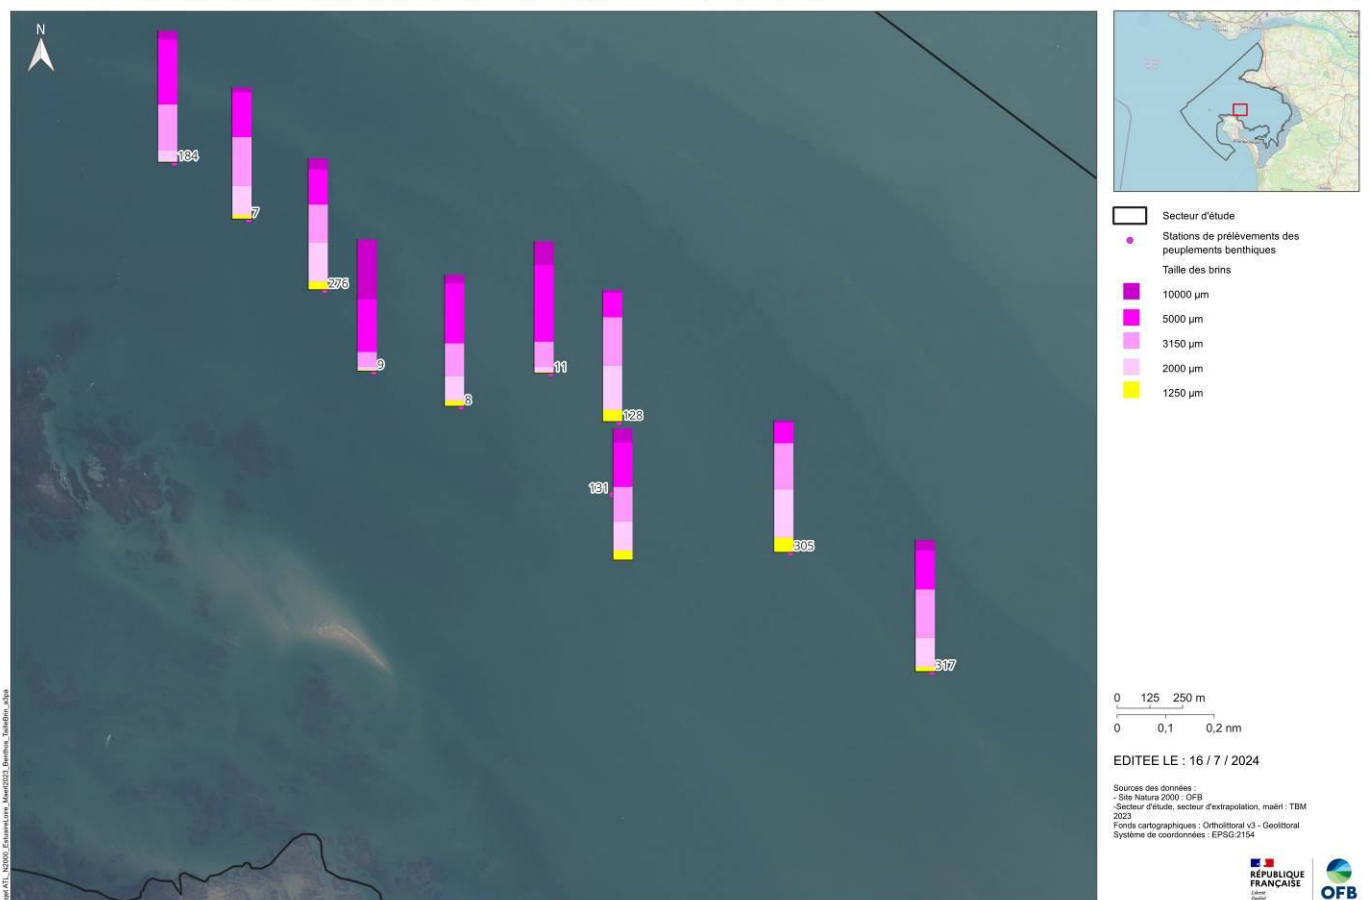 N
184
7
276
9
8
11
128
131
305
317
Secteur d'étude
Stations de prélèvements des
peuplements benthiques
Taille des brins
10000 µm
5000 µm
3150 µm
2000 µm
1250 µm
0 125 250 m
0 0,1 0,2 nm
EDITEE LE : 16 / 7 / 2024
Sources des données :
- Site Natura 2000 : OFB
-Secteur d'étude, secteur d'extrapolation, maërl : TBM
2023
Fonds cartographiques : Ortholittoral v3 - Geolittoral
Système de coordonnées : EPSG:2154
RÉPUBLIQUE
FRANÇAISE
Liberté
Égalité
OFB